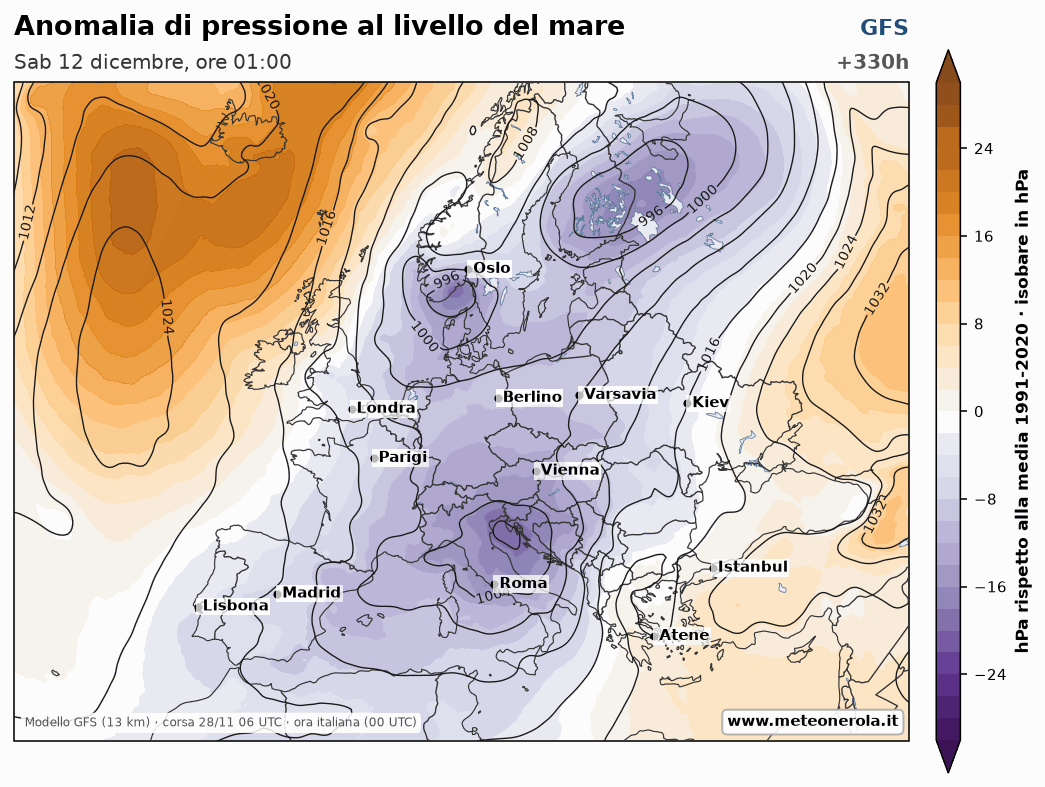 Anomalia di pressione al livello del mare
GFS
Sab 12 dicembre, ore 01:00
+330h
1020
1008
1012
1016
1000
996
1024
1020
Oslo
996
1032
1024
1000
1016
Londra
Berlino
Varsavia
Kiev
Parigi
Vienna
1032
Istanbul
Roma
Madrid
Lisbona
Atene
Modello GFS (13 km) · corsa 28/11 06 UTC · ora italiana (00 UTC)
www.meteonerola.it
24
16
8
0
−8
−16
−24
hPa rispetto alla media 1991-2020 · isobare in hPa